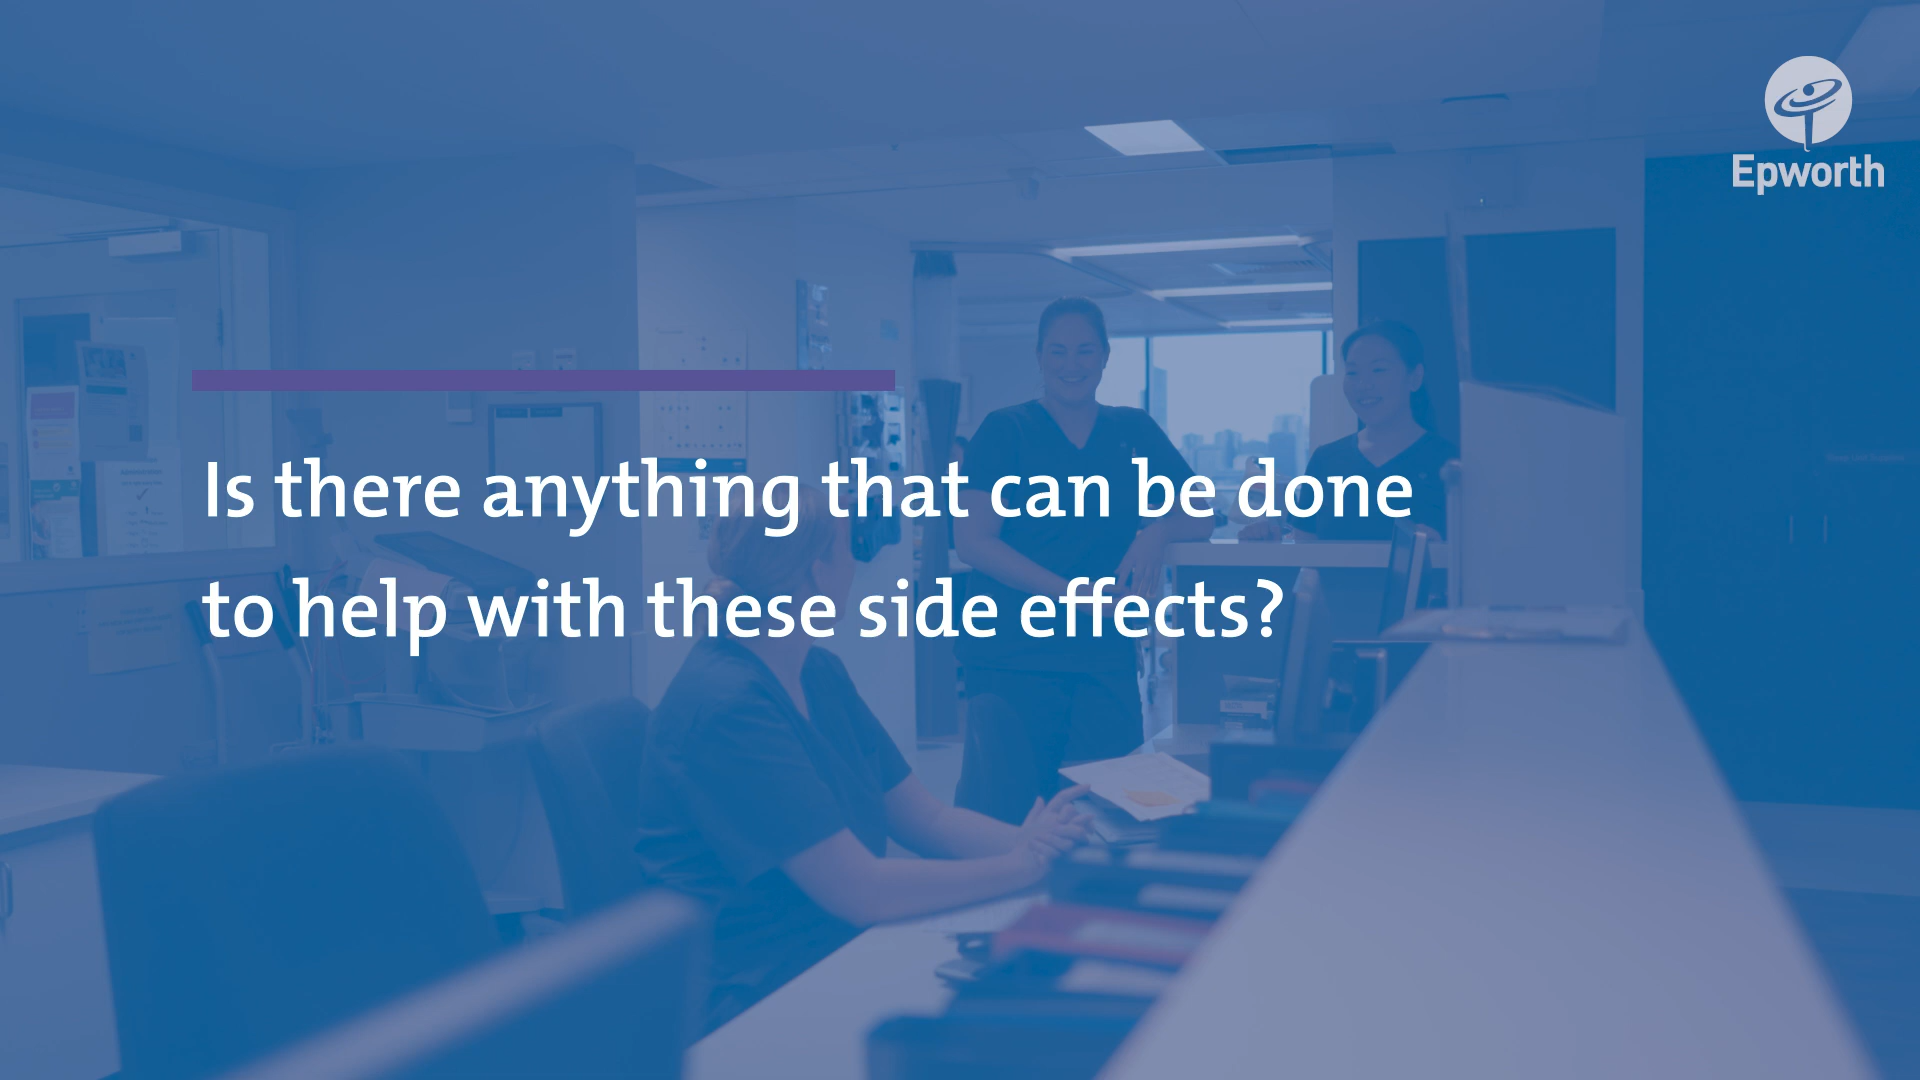 Epworth
Is there anything that can be done
to help with these side effects?